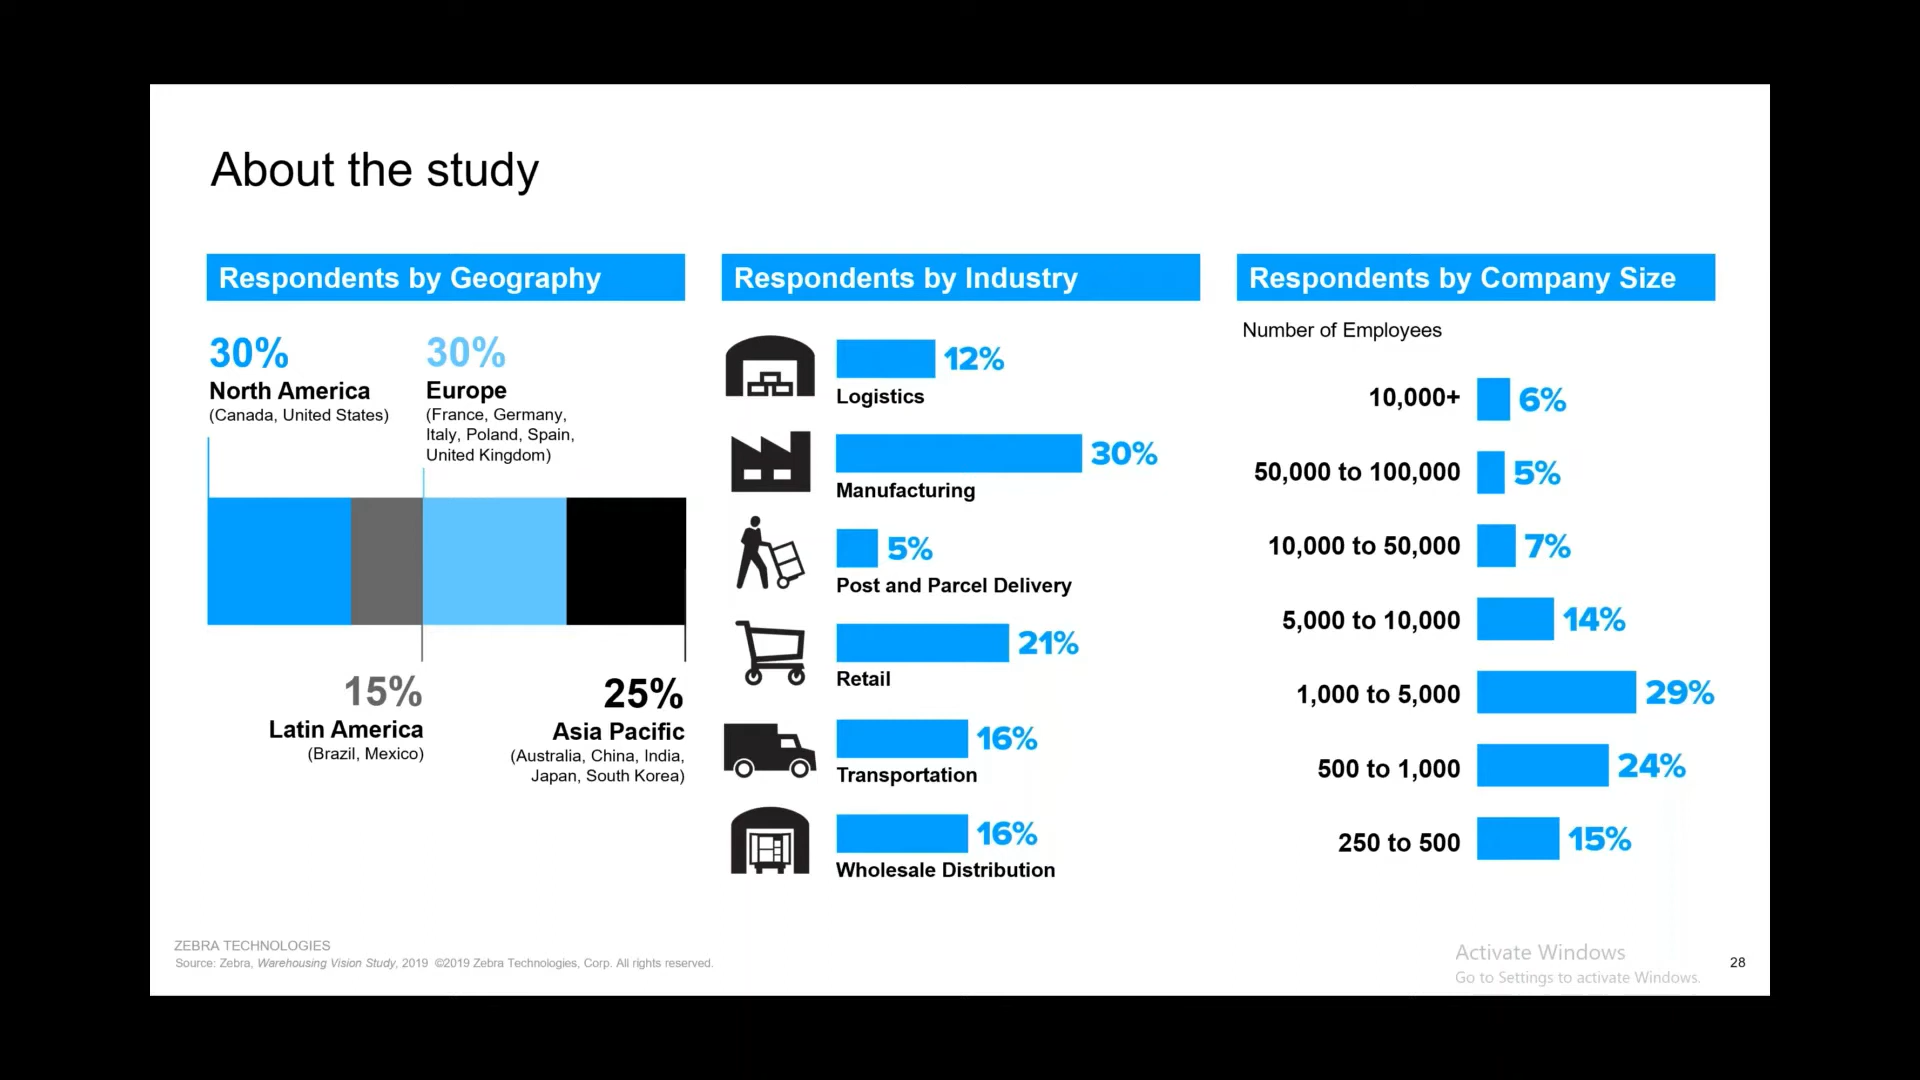 About the study
Respondents by Geography
30%
North America
(Canada, United States)
30%
Europe
(France, Germany,
Italy, Poland, Spain,
United Kingdom)
15%
Latin America
(Brazil, Mexico)
25%
Asia Pacific
(Australia, China, India,
Japan, South Korea)
Respondents by Industry
12%
Logistics
30%
Manufacturing
5%
Post and Parcel Delivery
21%
Retail
16%
Transportation
16%
Wholesale Distribution
Respondents by Company Size
Number of Employees
10,000+ 6%
50,000 to 100,000 5%
10,000 to 50,000 7%
5,000 to 10,000 14%
1,000 to 5,000 29%
500 to 1,000 24%
250 to 500 15%
ZEBRA TECHNOLOGIES
Source: Zebra, Warehousing Vision Study, 2019 ©2019 Zebra Technologies, Corp. All rights reserved.
Activate Windows
Go to Settings to activate Windows.
28